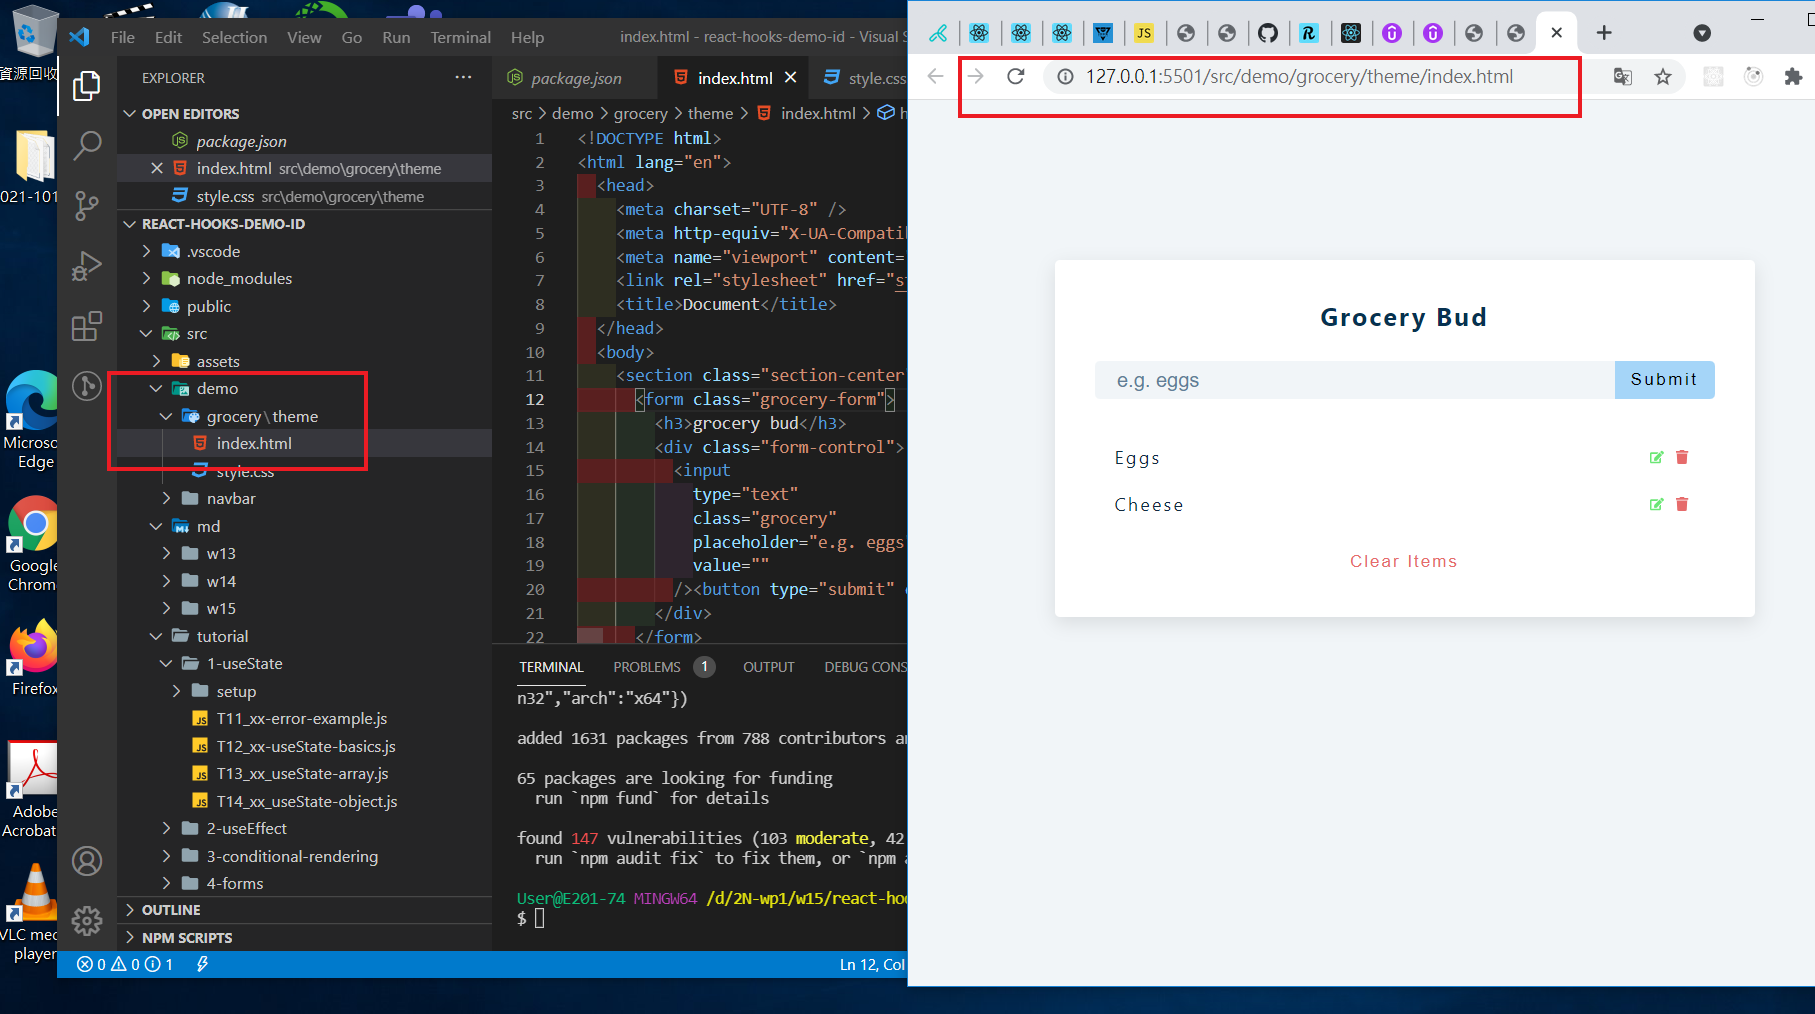 資源回收
021-101
Microso
Edge
Google
Chrom
Firefox
Adobe
Acrobat
VLC med
player
File Edit Selection View Go Run Terminal Help
index.html - react-hooks-demo-id - Visual S
EXPLORER
OPEN EDITORS
package.json
index.html src\demo\grocery\theme
style.css src\demo\grocery\theme
REACT-HOOKS-DEMO-ID
.vscode
node_modules
public
src
assets
demo
grocery\theme
index.html
style.css
navbar
md
w13
w14
w15
tutorial
1-useState
setup
T11_xx-error-example.js
T12_xx-useState-basics.js
T13_xx_useState-array.js
T14_xx_useState-object.js
2-useEffect
3-conditional-rendering
4-forms
OUTLINE
NPM SCRIPTS
0 0 1
package.json index.html style.css
src > demo > grocery > theme > index.html > h
1 <!DOCTYPE html>
2 <html lang="en">
3 <head>
4 <meta charset="UTF-8" />
5 <meta http-equiv="X-UA-Compatib
6 <meta name="viewport" content=
7 <link rel="stylesheet" href="st
8 <title>Document</title>
9 </head>
10 <body>
11 <section class="section-center"
12 <form class="grocery-form">
13 <h3>grocery bud</h3>
14 <div class="form-control">
15 <input
16 type="text"
17 class="grocery"
18 placeholder="e.g. eggs
19 value=""
20 /><button type="submit" c
21 </div>
22 </form>
TERMINAL PROBLEMS 1 OUTPUT DEBUG CONS
n32","arch":"x64"})
added 1631 packages from 788 contributors an
65 packages are looking for funding
run `npm fund` for details
found 147 vulnerabilities (103 moderate, 42
run `npm audit fix` to fix them, or `npm a
User@E201-74 MINGW64 /d/2N-wp1/w15/react-hoo
$
Ln 12, Col
JS
127.0.0.1:5501/src/demo/grocery/theme/index.html
Grocery Bud
e.g. eggs
Submit
Eggs
Cheese
Clear Items